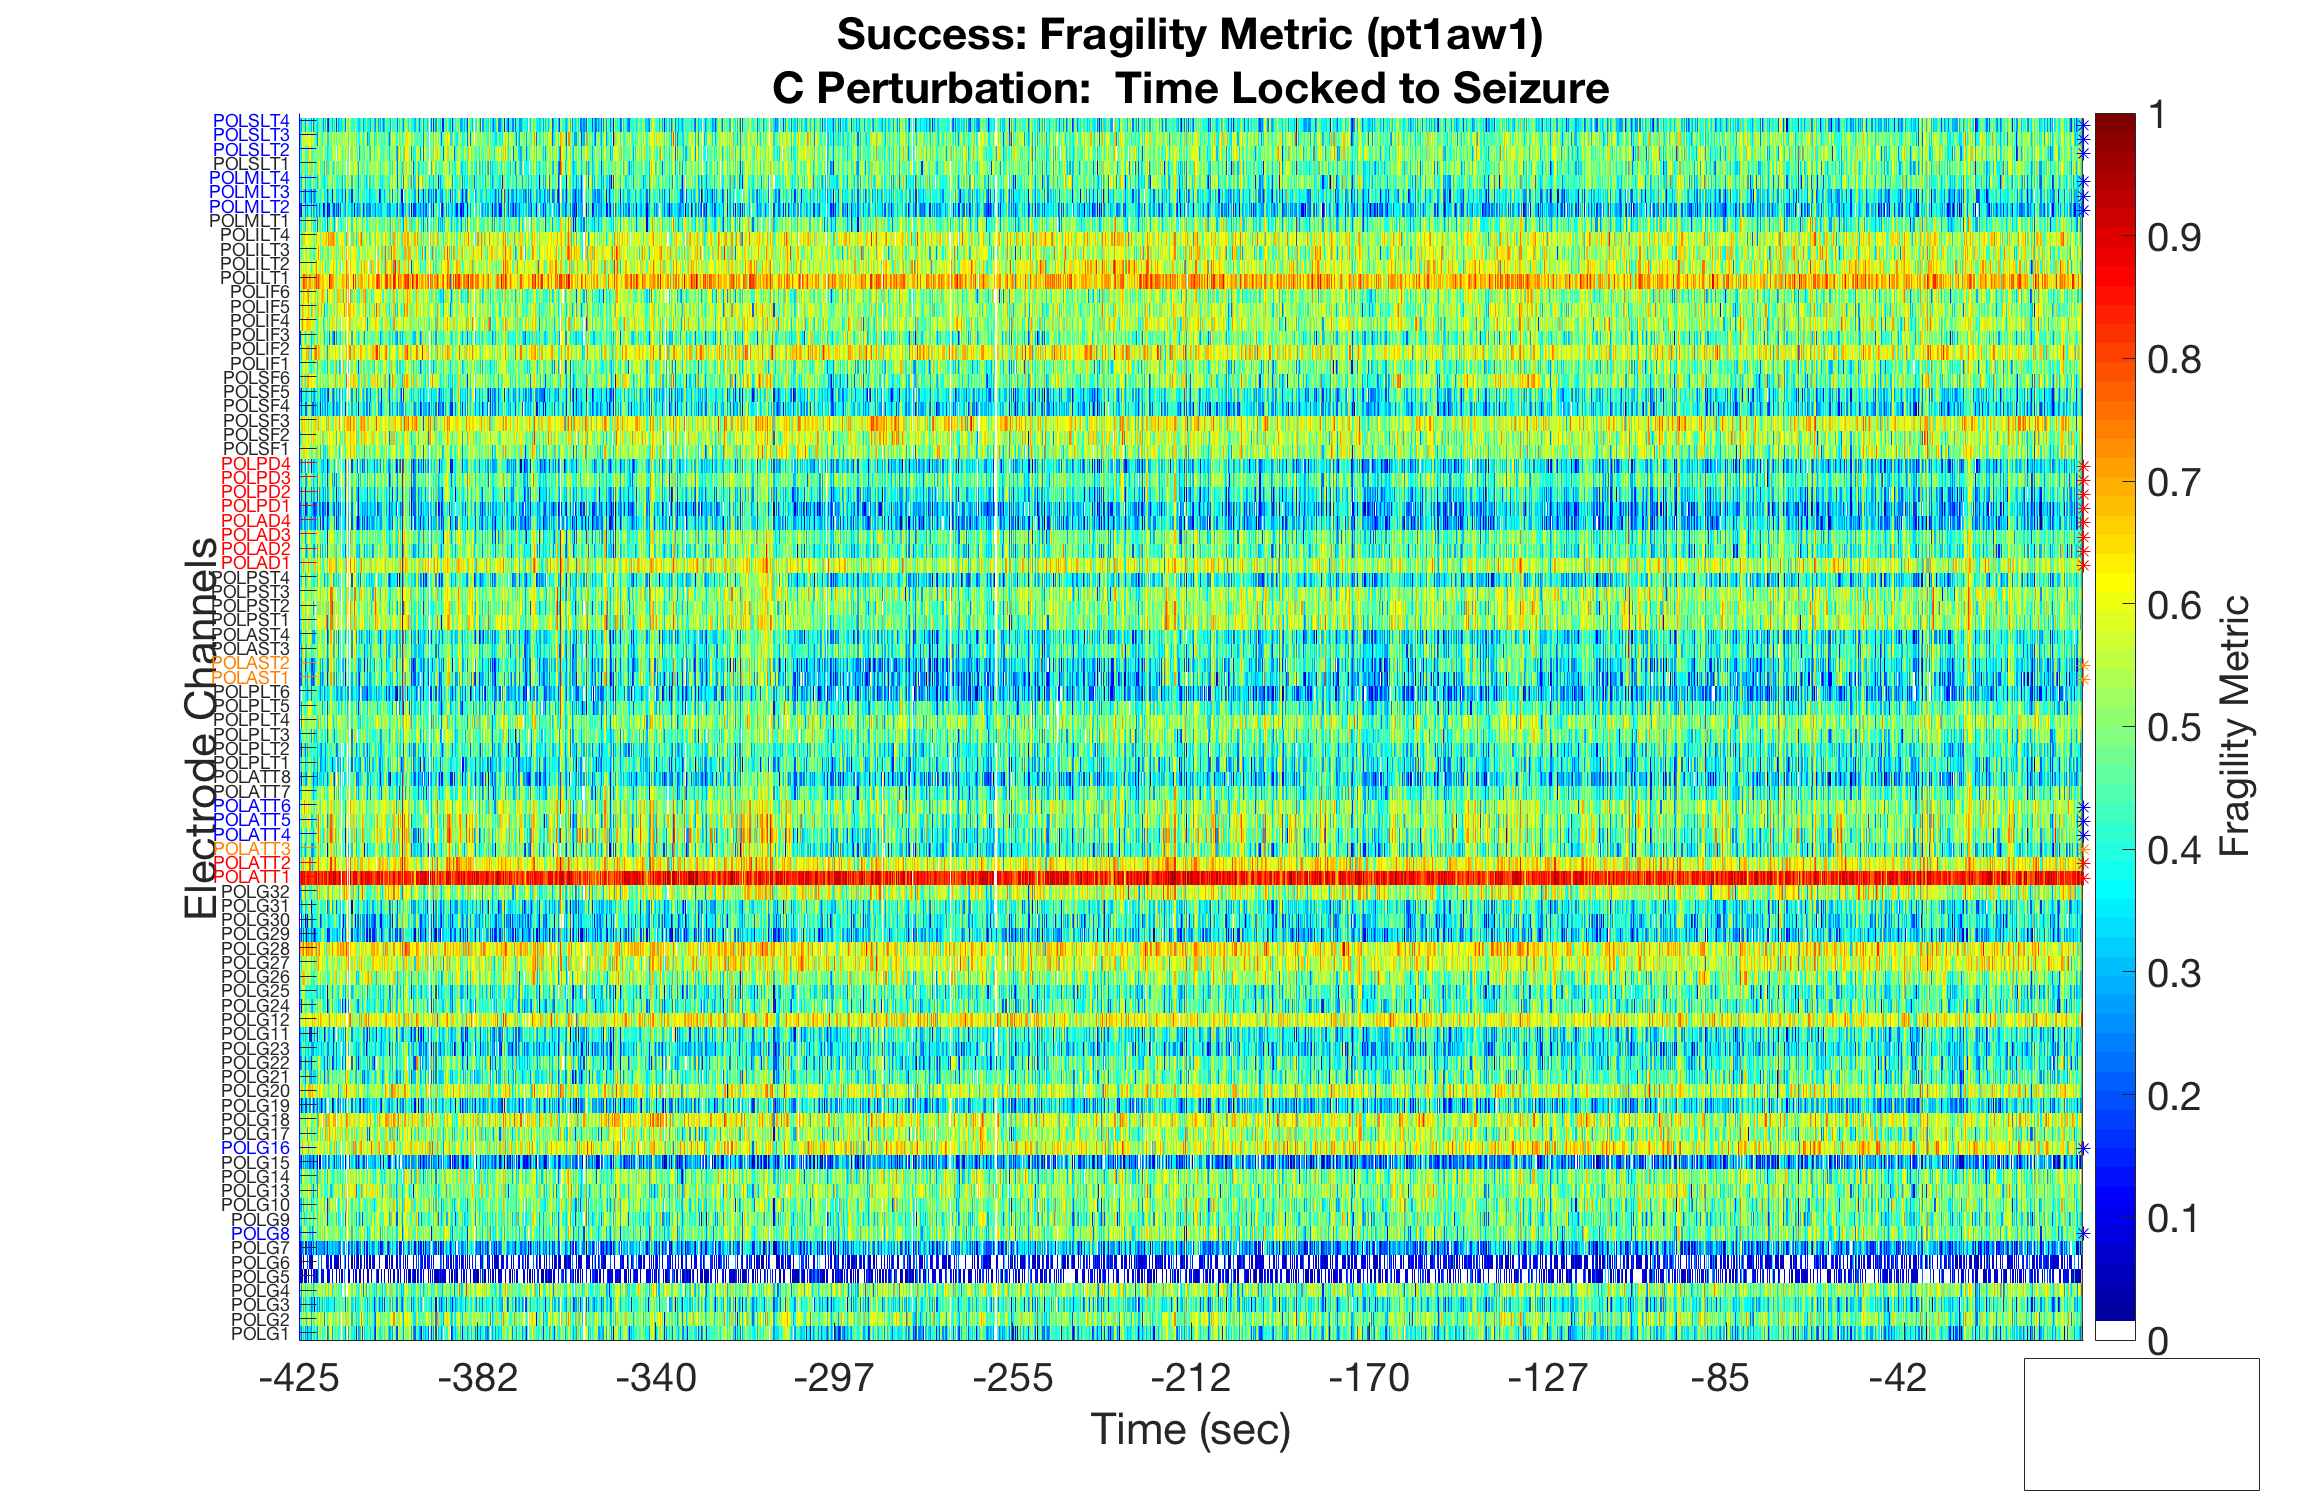 Success: Fragility Metric (pt1aw1)
C Perturbation:  Time Locked to Seizure
Electrode Channels
POLSLT4
POLSLT3
POLSLT2
POLSLT1
POLMLT4
POLMLT3
POLMLT2
POLMLT1
POLILT4
POLILT3
POLILT2
POLILT1
POLIF6
POLIF5
POLIF4
POLIF3
POLIF2
POLIF1
POLSF6
POLSF5
POLSF4
POLSF3
POLSF2
POLSF1
POLPD4
POLPD3
POLPD2
POLPD1
POLAD4
POLAD3
POLAD2
POLAD1
POLPST4
POLPST3
POLPST2
POLPST1
POLAST4
POLAST3
POLAST2
POLAST1
POLPLT6
POLPLT5
POLPLT4
POLPLT3
POLPLT2
POLPLT1
POLATT8
POLATT7
POLATT6
POLATT5
POLATT4
POLATT3
POLATT2
POLATT1
POLG32
POLG31
POLG30
POLG29
POLG28
POLG27
POLG26
POLG25
POLG24
POLG12
POLG11
POLG23
POLG22
POLG21
POLG20
POLG19
POLG18
POLG17
POLG16
POLG15
POLG14
POLG13
POLG10
POLG9
POLG8
POLG7
POLG6
POLG5
POLG4
POLG3
POLG2
POLG1
-425 -382 -340 -297 -255 -212 -170 -127 -85 -42
Time (sec)
1
0.9
0.8
0.7
0.6
0.5
0.4
0.3
0.2
0.1
0
Fragility Metric